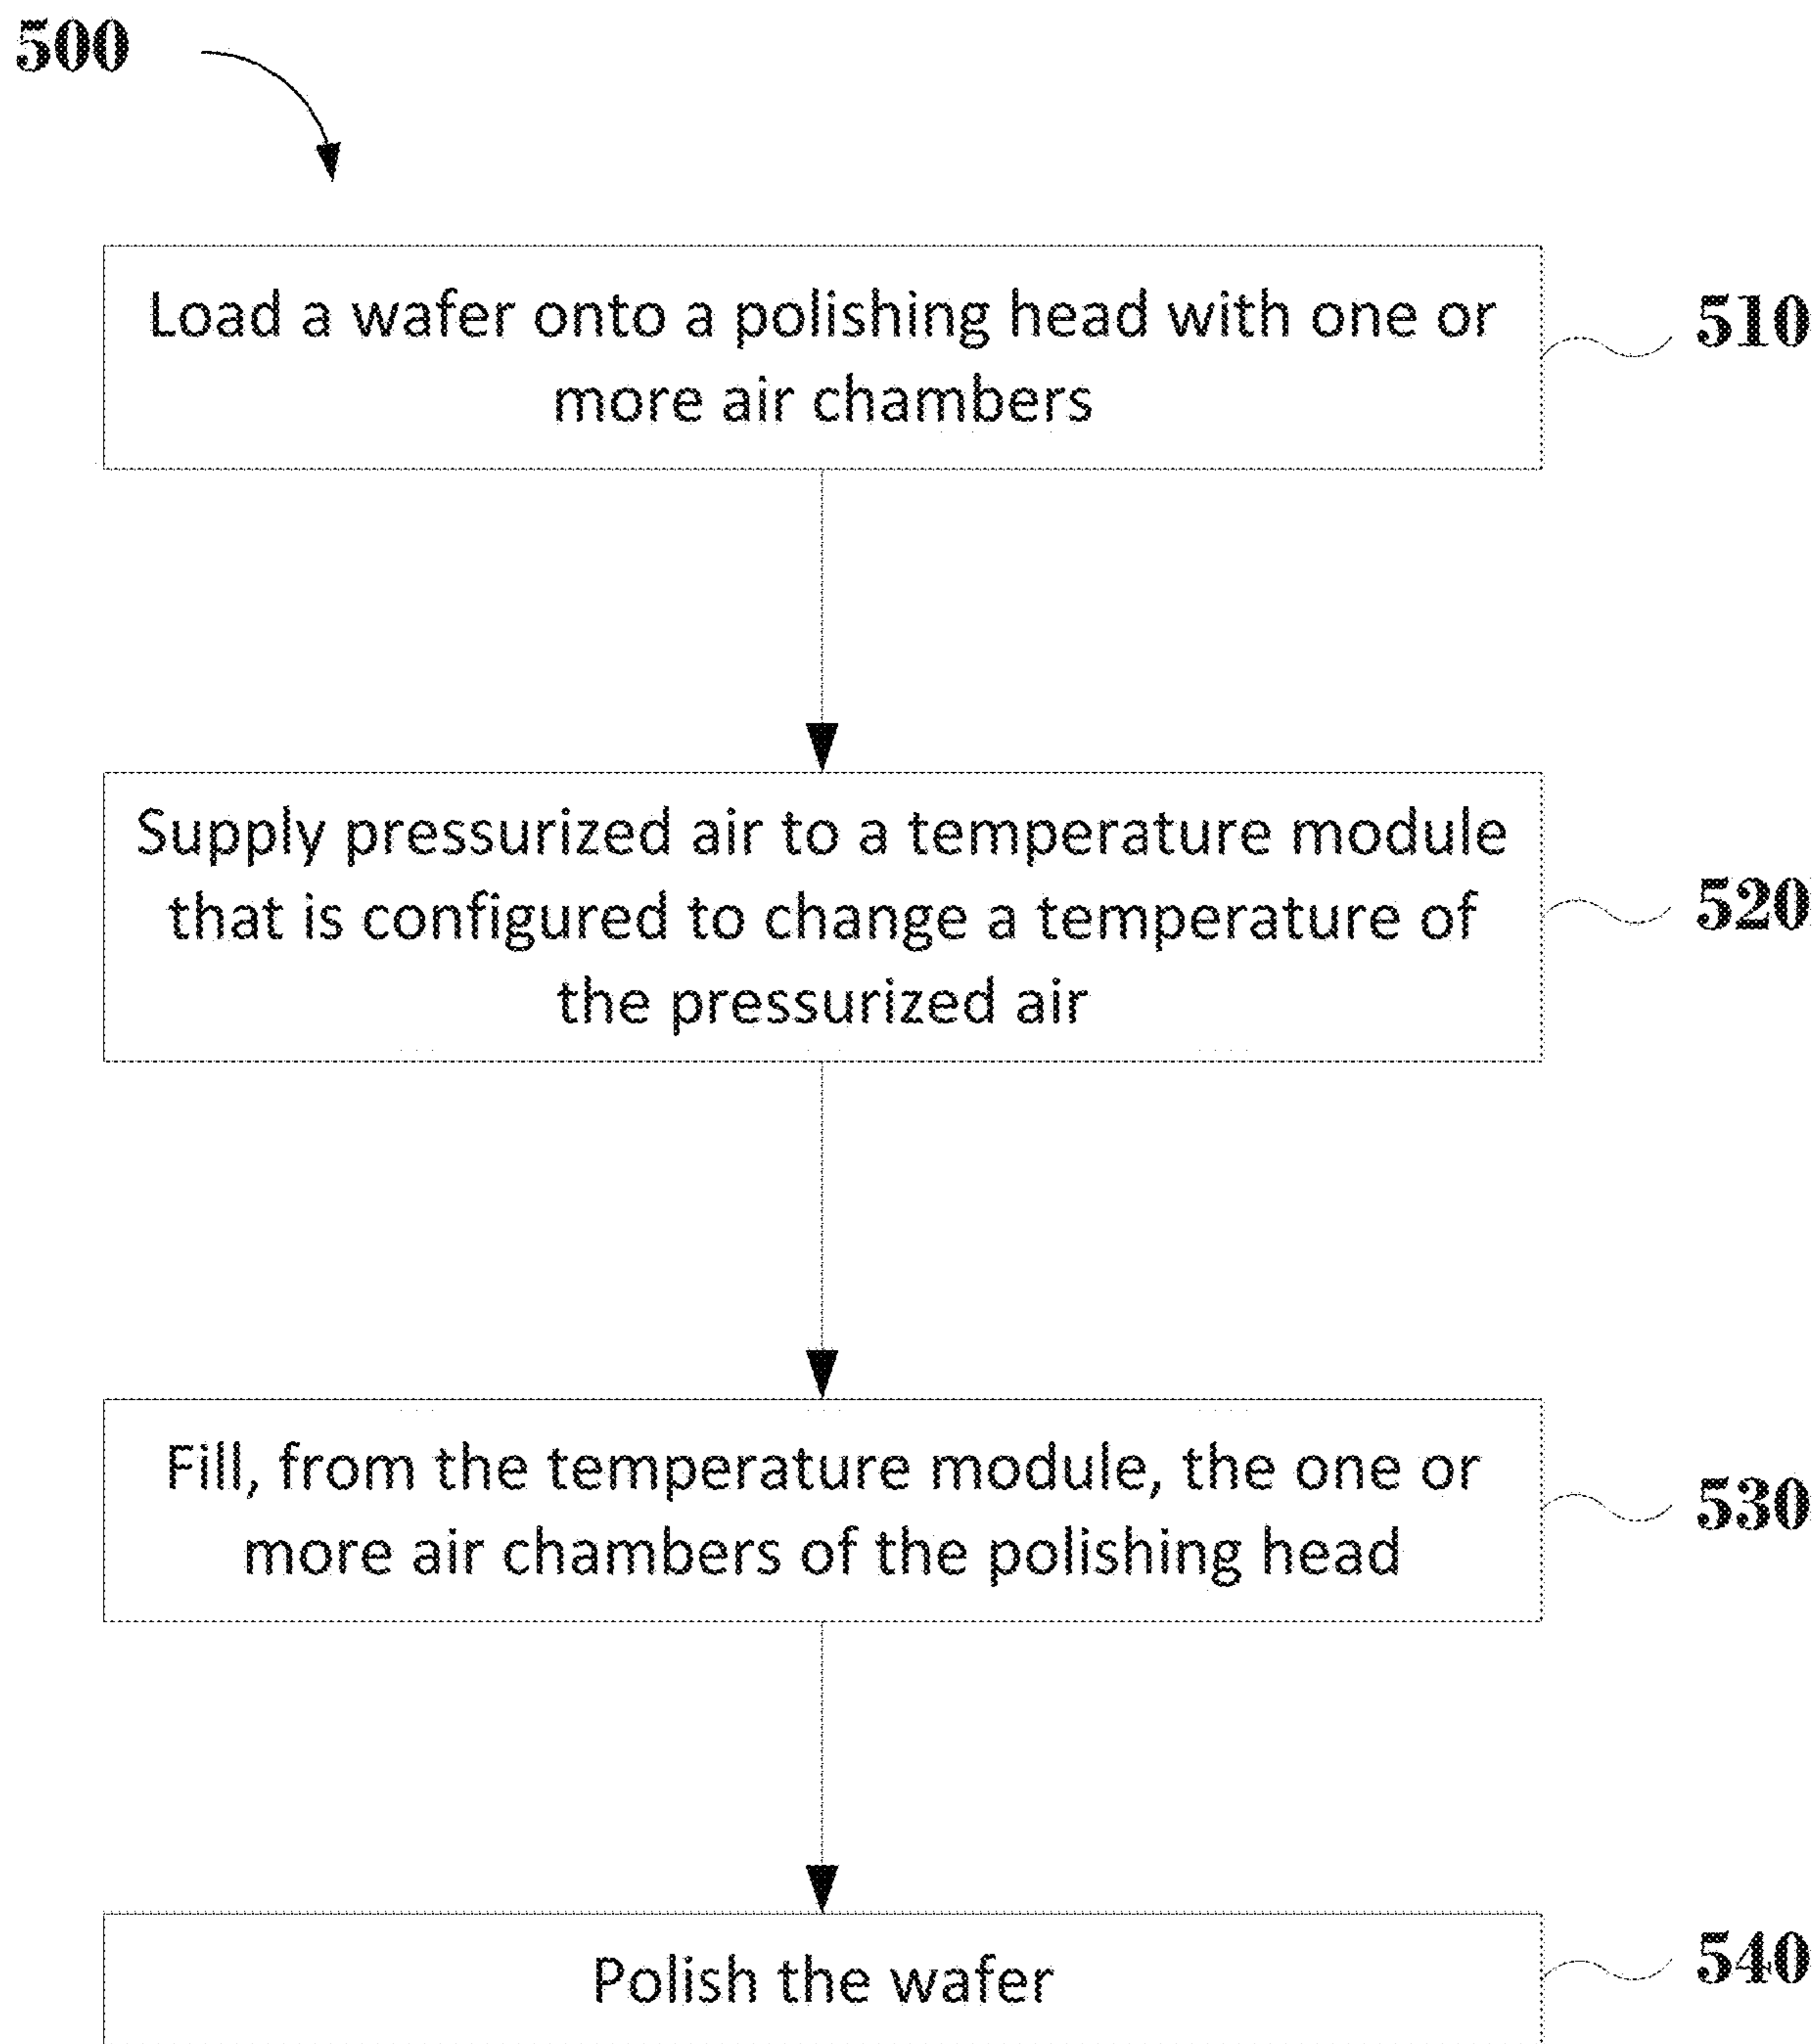 500
Load a wafer onto a polishing head with one or
more air chambers
510
Supply pressurized air to a temperature module
that is configured to change a temperature of
the pressurized air
520
Fill, from the temperature module, the one or
more air chambers of the polishing head
530
Polish the wafer
540